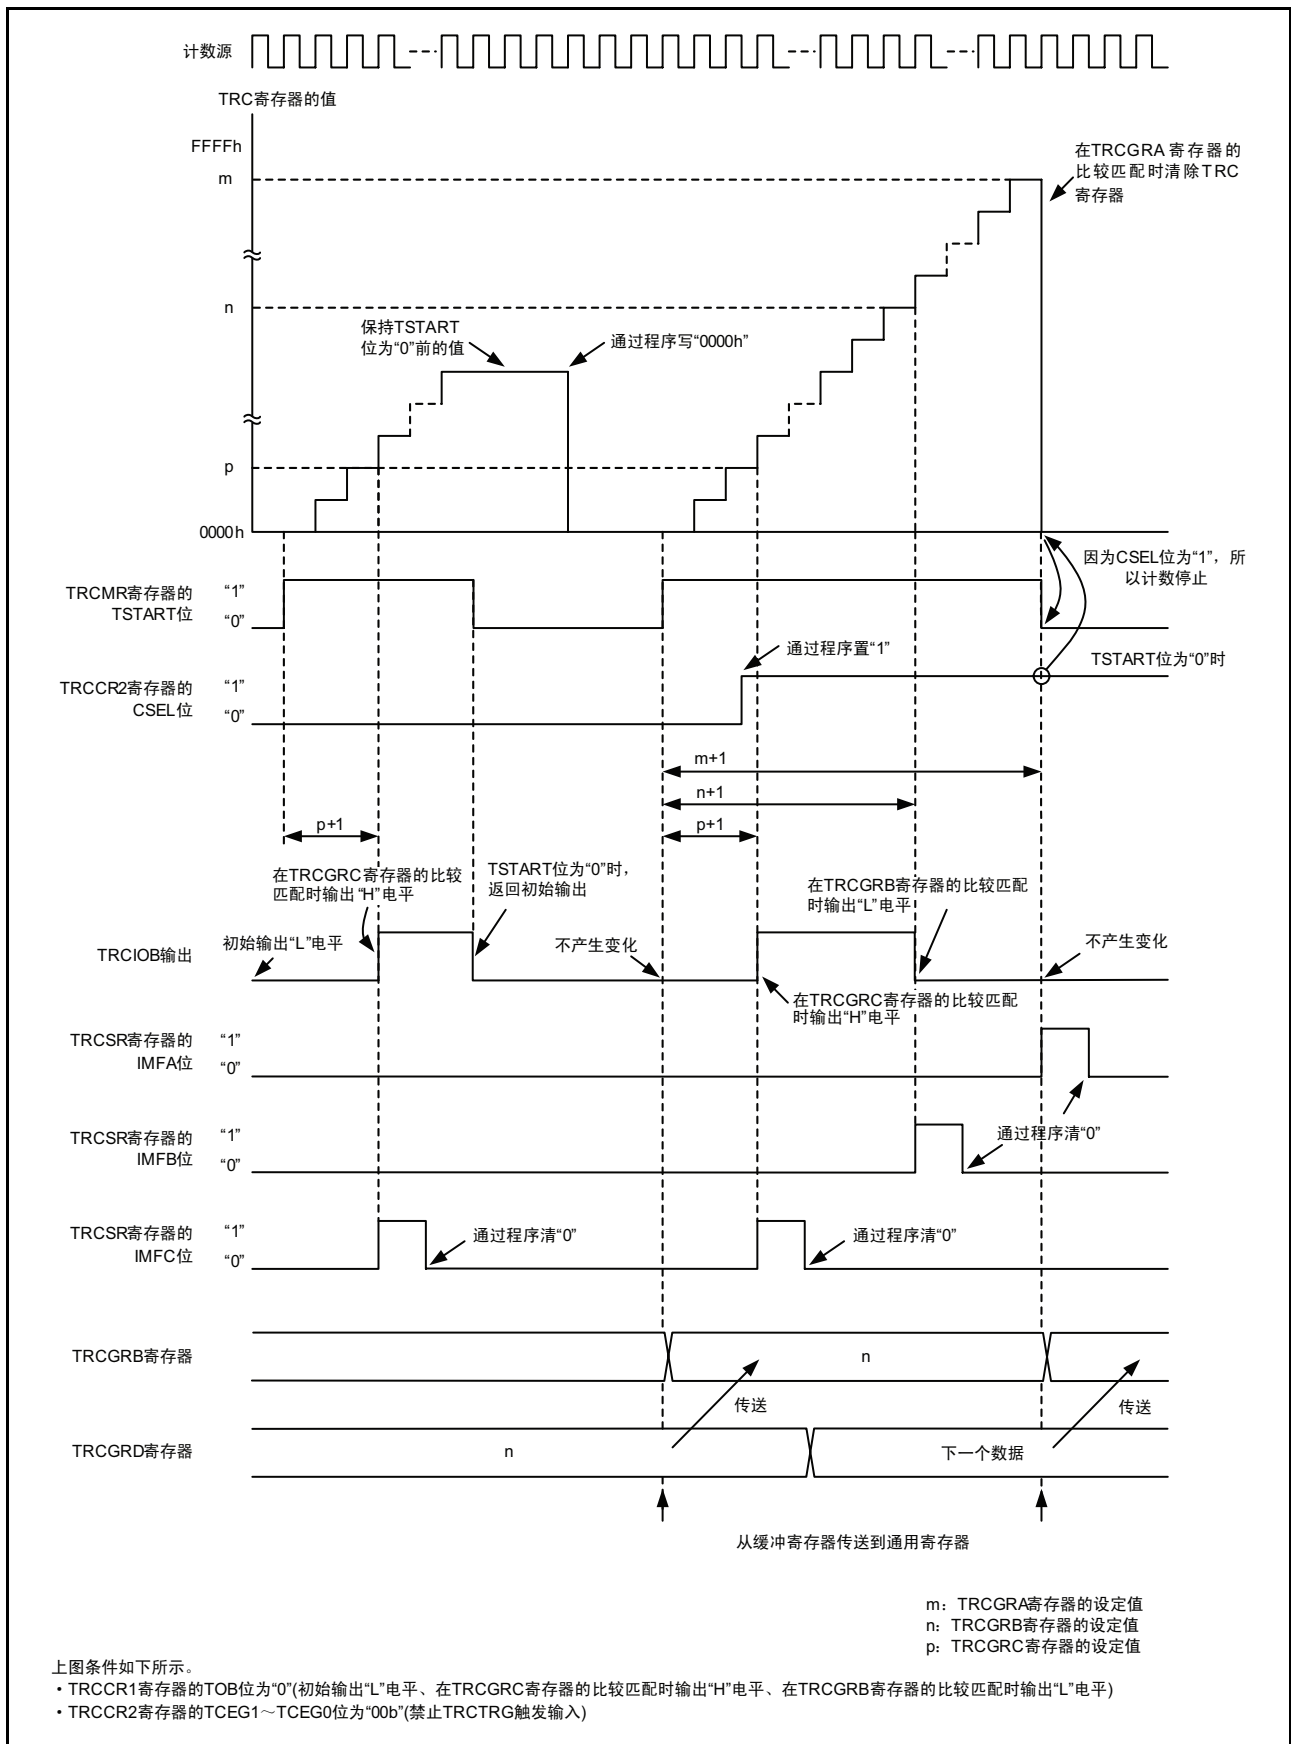 计数源
TRC寄存器的值
FFFFh
m
在TRCGRA 寄存器的
比较匹配时清除TRC
寄存器
n
保持TSTART
位为“0”前的值
通过程序写“0000h”
p
0000h
因为CSEL位为“1”，所
以计数停止
TRCMR寄存器的
TSTART位
“1”
“0”
通过程序置“1”
TSTART位为“0”时
TRCCR2寄存器的
CSEL位
“1”
“0”
m+1
n+1
p+1
p+1
在TRCGRC寄存器的比较
匹配时输出“H”电平
TSTART位为“0”时，
返回初始输出
在TRCGRB寄存器的比较匹配
时输出“L”电平
TRCIOB输出
初始输出“L”电平
不产生变化
不产生变化
在TRCGRC寄存器的比较匹配
时输出“H”电平
TRCSR寄存器的
IMFA位
“1”
“0”
通过程序清“0”
TRCSR寄存器的
IMFB位
“1”
“0”
TRCSR寄存器的
IMFC位
“1”
“0”
通过程序清“0”
通过程序清“0”
TRCGRB寄存器
n
传送
传送
TRCGRD寄存器
n
下一个数据
从缓冲寄存器传送到通用寄存器
m：TRCGRA寄存器的设定值
n：TRCGRB寄存器的设定值
p：TRCGRC寄存器的设定值
上图条件如下所示。
・TRCCR1寄存器的TOB位为“0”(初始输出“L”电平、在TRCGRC寄存器的比较匹配时输出“H”电平、在TRCGRB寄存器的比较匹配时输出“L”电平)
・TRCCR2寄存器的TCEG1～TCEG0位为“00b”(禁止TRCTRG触发输入)